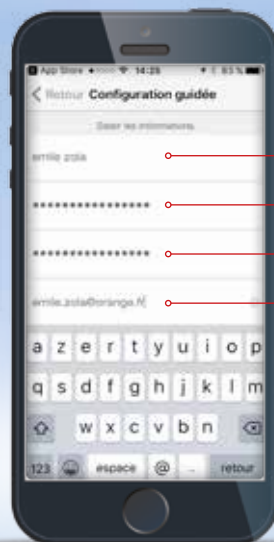 App Store 14:25 83 %
Retour Configuration guidée
Saisir les informations
emile zola
•••••••••••••••••
•••••••••••••••••
emile.zola@orange.fr
a z e r t y u i o p
q s d f g h j k l m
w x c v b n
123 espace @ . retour